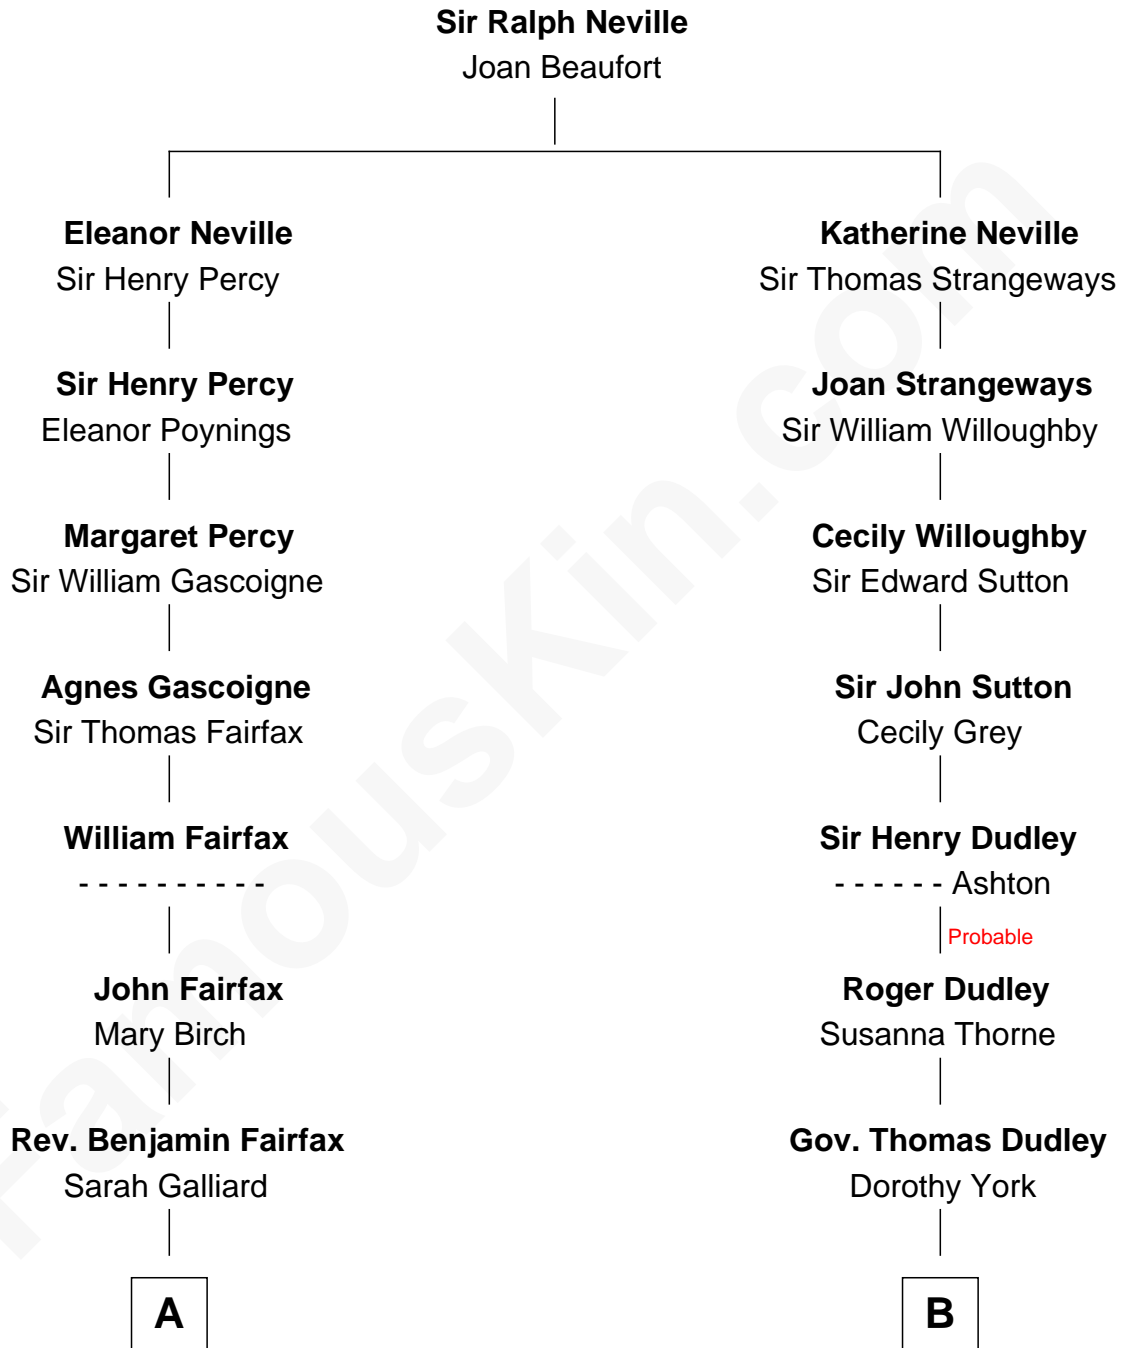 Sir Ralph Neville
Joan Beaufort
Eleanor Neville
Sir Henry Percy
Katherine Neville
Sir Thomas Strangeways
Sir Henry Percy
Eleanor Poynings
Joan Strangeways
Sir William Willoughby
Margaret Percy
Sir William Gascoigne
Cecily Willoughby
Sir Edward Sutton
Agnes Gascoigne
Sir Thomas Fairfax
Sir John Sutton
Cecily Grey
William Fairfax
- - - - - - - - - -
Sir Henry Dudley
- - - - - - Ashton
Probable
John Fairfax
Mary Birch
Roger Dudley
Susanna Thorne
Rev. Benjamin Fairfax
Sarah Galliard
Gov. Thomas Dudley
Dorothy York
A
B
FamousKin.com